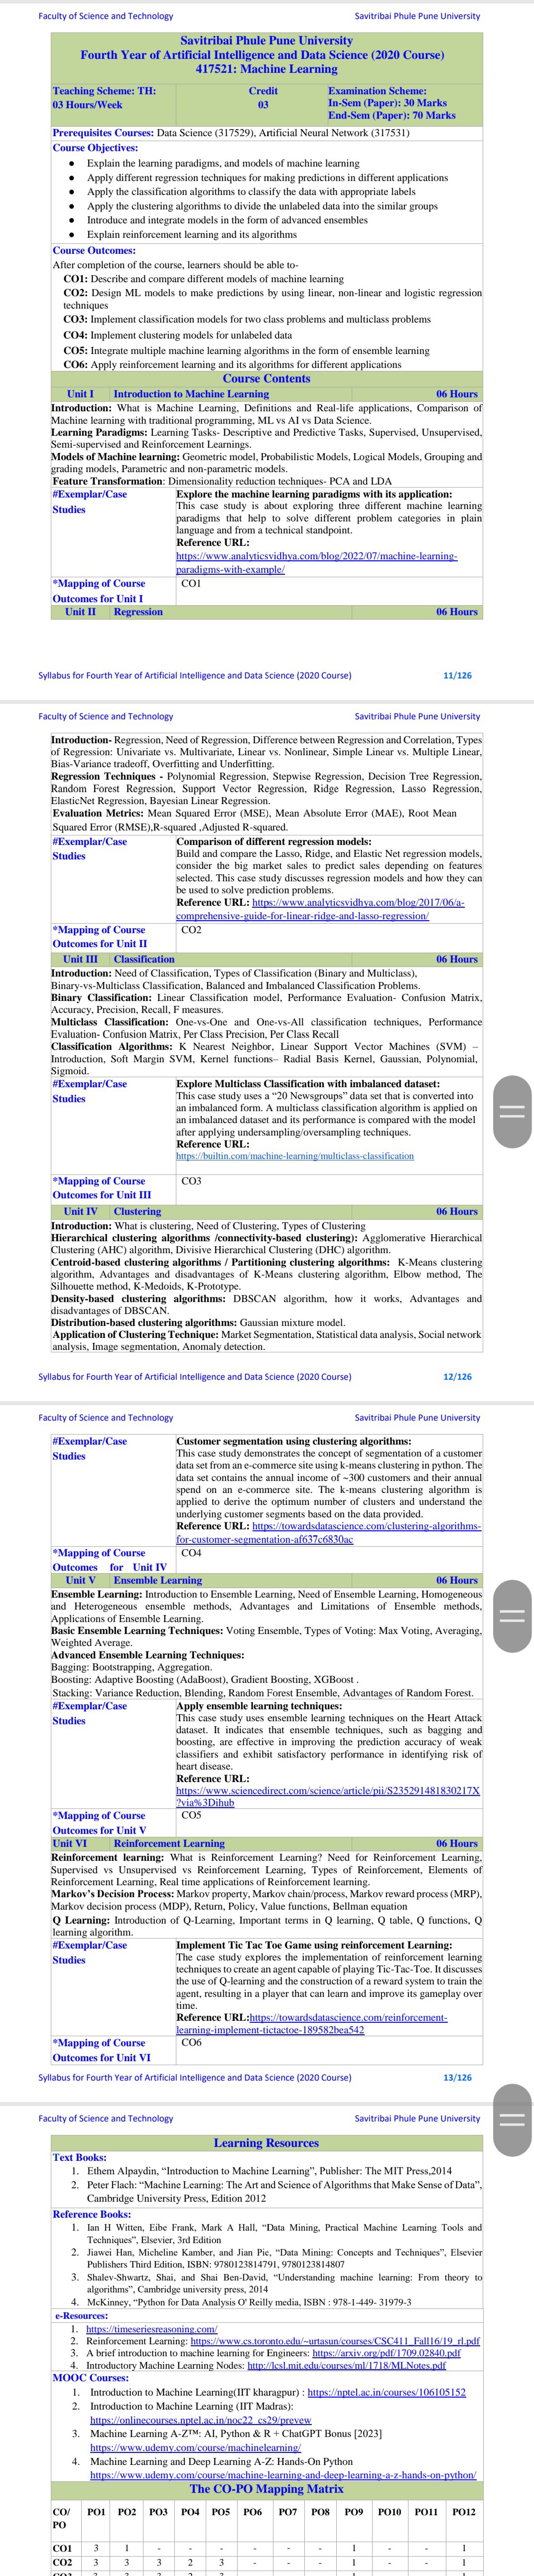 Faculty of Science and Technology Savitribai Phule Pune University
Savitribai Phule Pune University
Fourth Year of Artificial Intelligence and Data Science (2020 Course)
417521: Machine Learning
Teaching Scheme: TH: Credit Examination Scheme:
03 Hours/Week 03 In-Sem (Paper): 30 Marks
End-Sem (Paper): 70 Marks
Prerequisites Courses: Data Science (317529), Artificial Neural Network (317531)
Course Objectives:
● Explain the learning paradigms, and models of machine learning
● Apply different regression techniques for making predictions in different applications
● Apply the classification algorithms to classify the data with appropriate labels
● Apply the clustering algorithms to divide the unlabeled data into the similar groups
● Introduce and integrate models in the form of advanced ensembles
● Explain reinforcement learning and its algorithms
Course Outcomes:
After completion of the course, learners should be able to-
CO1: Describe and compare different models of machine learning
CO2: Design ML models to make predictions by using linear, non-linear and logistic regression
techniques
CO3: Implement classification models for two class problems and multiclass problems
CO4: Implement clustering models for unlabeled data
CO5: Integrate multiple machine learning algorithms in the form of ensemble learning
CO6: Apply reinforcement learning and its algorithms for different applications
Course Contents
Unit I Introduction to Machine Learning 06 Hours
Introduction: What is Machine Learning, Definitions and Real-life applications, Comparison of
Machine learning with traditional programming, ML vs AI vs Data Science.
Learning Paradigms: Learning Tasks- Descriptive and Predictive Tasks, Supervised, Unsupervised,
Semi-supervised and Reinforcement Learnings.
Models of Machine learning: Geometric model, Probabilistic Models, Logical Models, Grouping and
grading models, Parametric and non-parametric models.
Feature Transformation: Dimensionality reduction techniques- PCA and LDA
#Exemplar/Case Explore the machine learning paradigms with its application:
Studies This case study is about exploring three different machine learning
paradigms that help to solve different problem categories in plain
language and from a technical standpoint.
Reference URL:
https://www.analyticsvidhya.com/blog/2022/07/machine-learning-
paradigms-with-example/
*Mapping of Course CO1
Outcomes for Unit I
Unit II Regression 06 Hours
Syllabus for Fourth Year of Artificial Intelligence and Data Science (2020 Course) 11/126
Faculty of Science and Technology Savitribai Phule Pune University
Introduction- Regression, Need of Regression, Difference between Regression and Correlation, Types
of Regression: Univariate vs. Multivariate, Linear vs. Nonlinear, Simple Linear vs. Multiple Linear,
Bias-Variance tradeoff, Overfitting and Underfitting.
Regression Techniques - Polynomial Regression, Stepwise Regression, Decision Tree Regression,
Random Forest Regression, Support Vector Regression, Ridge Regression, Lasso Regression,
ElasticNet Regression, Bayesian Linear Regression.
Evaluation Metrics: Mean Squared Error (MSE), Mean Absolute Error (MAE), Root Mean
Squared Error (RMSE),R-squared ,Adjusted R-squared.
#Exemplar/Case Comparison of different regression models:
Studies Build and compare the Lasso, Ridge, and Elastic Net regression models,
consider the big market sales to predict sales depending on features
selected. This case study discusses regression models and how they can
be used to solve prediction problems.
Reference URL: https://www.analyticsvidhya.com/blog/2017/06/a-
comprehensive-guide-for-linear-ridge-and-lasso-regression/
*Mapping of Course CO2
Outcomes for Unit II
Unit III Classification 06 Hours
Introduction: Need of Classification, Types of Classification (Binary and Multiclass),
Binary-vs-Multiclass Classification, Balanced and Imbalanced Classification Problems.
Binary Classification: Linear Classification model, Performance Evaluation- Confusion Matrix,
Accuracy, Precision, Recall, F measures.
Multiclass Classification: One-vs-One and One-vs-All classification techniques, Performance
Evaluation- Confusion Matrix, Per Class Precision, Per Class Recall
Classification Algorithms: K Nearest Neighbor, Linear Support Vector Machines (SVM) –
Introduction, Soft Margin SVM, Kernel functions– Radial Basis Kernel, Gaussian, Polynomial,
Sigmoid.
#Exemplar/Case Explore Multiclass Classification with imbalanced dataset:
Studies This case study uses a “20 Newsgroups” data set that is converted into
an imbalanced form. A multiclass classification algorithm is applied on
an imbalanced dataset and its performance is compared with the model
after applying undersampling/oversampling techniques.
Reference URL:
https://builtin.com/machine-learning/multiclass-classification
*Mapping of Course CO3
Outcomes for Unit III
Unit IV Clustering 06 Hours
Introduction: What is clustering, Need of Clustering, Types of Clustering
Hierarchical clustering algorithms /connectivity-based clustering): Agglomerative Hierarchical
Clustering (AHC) algorithm, Divisive Hierarchical Clustering (DHC) algorithm.
Centroid-based clustering algorithms / Partitioning clustering algorithms: K-Means clustering
algorithm, Advantages and disadvantages of K-Means clustering algorithm, Elbow method, The
Silhouette method, K-Medoids, K-Prototype.
Density-based clustering algorithms: DBSCAN algorithm, how it works, Advantages and
disadvantages of DBSCAN.
Distribution-based clustering algorithms: Gaussian mixture model.
Application of Clustering Technique: Market Segmentation, Statistical data analysis, Social network
analysis, Image segmentation, Anomaly detection.
Syllabus for Fourth Year of Artificial Intelligence and Data Science (2020 Course) 12/126
Faculty of Science and Technology Savitribai Phule Pune University
#Exemplar/Case Customer segmentation using clustering algorithms:
Studies This case study demonstrates the concept of segmentation of a customer
data set from an e-commerce site using k-means clustering in python. The
data set contains the annual income of ~300 customers and their annual
spend on an e-commerce site. The k-means clustering algorithm is
applied to derive the optimum number of clusters and understand the
underlying customer segments based on the data provided.
Reference URL: https://towardsdatascience.com/clustering-algorithms-
for-customer-segmentation-af637c6830ac
*Mapping of Course CO4
Outcomes for Unit IV
Unit V Ensemble Learning 06 Hours
Ensemble Learning: Introduction to Ensemble Learning, Need of Ensemble Learning, Homogeneous
and Heterogeneous ensemble methods, Advantages and Limitations of Ensemble methods,
Applications of Ensemble Learning.
Basic Ensemble Learning Techniques: Voting Ensemble, Types of Voting: Max Voting, Averaging,
Weighted Average.
Advanced Ensemble Learning Techniques:
Bagging: Bootstrapping, Aggregation.
Boosting: Adaptive Boosting (AdaBoost), Gradient Boosting, XGBoost .
Stacking: Variance Reduction, Blending, Random Forest Ensemble, Advantages of Random Forest.
#Exemplar/Case Apply ensemble learning techniques:
Studies This case study uses ensemble learning techniques on the Heart Attack
dataset. It indicates that ensemble techniques, such as bagging and
boosting, are effective in improving the prediction accuracy of weak
classifiers and exhibit satisfactory performance in identifying risk of
heart disease.
Reference URL:
https://www.sciencedirect.com/science/article/pii/S235291481830217X
?via%3Dihub
*Mapping of Course CO5
Outcomes for Unit V
Unit VI Reinforcement Learning 06 Hours
Reinforcement learning: What is Reinforcement Learning? Need for Reinforcement Learning,
Supervised vs Unsupervised vs Reinforcement Learning, Types of Reinforcement, Elements of
Reinforcement Learning, Real time applications of Reinforcement learning.
Markov’s Decision Process: Markov property, Markov chain/process, Markov reward process (MRP),
Markov decision process (MDP), Return, Policy, Value functions, Bellman equation
Q Learning: Introduction of Q-Learning, Important terms in Q learning, Q table, Q functions, Q
learning algorithm.
#Exemplar/Case Implement Tic Tac Toe Game using reinforcement Learning:
Studies The case study explores the implementation of reinforcement learning
techniques to create an agent capable of playing Tic-Tac-Toe. It discusses
the use of Q-learning and the construction of a reward system to train the
agent, resulting in a player that can learn and improve its gameplay over
time.
Reference URL:https://towardsdatascience.com/reinforcement-
learning-implement-tictactoe-189582bea542
*Mapping of Course CO6
Outcomes for Unit VI
Syllabus for Fourth Year of Artificial Intelligence and Data Science (2020 Course) 13/126
Faculty of Science and Technology Savitribai Phule Pune University
Learning Resources
Text Books:
1. Ethem Alpaydin, “Introduction to Machine Learning”, Publisher: The MIT Press,2014
2. Peter Flach: “Machine Learning: The Art and Science of Algorithms that Make Sense of Data”,
Cambridge University Press, Edition 2012
Reference Books:
1. Ian H Witten, Eibe Frank, Mark A Hall, “Data Mining, Practical Machine Learning Tools and
Techniques”, Elsevier, 3rd Edition
2. Jiawei Han, Micheline Kamber, and Jian Pie, “Data Mining: Concepts and Techniques”, Elsevier
Publishers Third Edition, ISBN: 9780123814791, 9780123814807
3. Shalev-Shwartz, Shai, and Shai Ben-David, “Understanding machine learning: From theory to
algorithms”, Cambridge university press, 2014
4. McKinney, “Python for Data Analysis O' Reilly media, ISBN : 978-1-449- 31979-3
e-Resources:
1. https://timeseriesreasoning.com/
2. Reinforcement Learning: https://www.cs.toronto.edu/~urtasun/courses/CSC411_Fall16/19_rl.pdf
3. A brief introduction to machine learning for Engineers: https://arxiv.org/pdf/1709.02840.pdf
4. Introductory Machine Learning Nodes: http://lcsl.mit.edu/courses/ml/1718/MLNotes.pdf
MOOC Courses:
1. Introduction to Machine Learning(IIT kharagpur) : https://nptel.ac.in/courses/106105152
2. Introduction to Machine Learning (IIT Madras):
https://onlinecourses.nptel.ac.in/noc22_cs29/prevew
3. Machine Learning A-Z™: AI, Python & R + ChatGPT Bonus [2023]
https://www.udemy.com/course/machinelearning/
4. Machine Learning and Deep Learning A-Z: Hands-On Python
https://www.udemy.com/course/machine-learning-and-deep-learning-a-z-hands-on-python/
The CO-PO Mapping Matrix
CO/ PO1 PO2 PO3 PO4 PO5 PO6 PO7 PO8 PO9 PO10 PO11 PO12
PO
CO1 3 1 - - - - - - 1 - - 1
CO2 3 3 3 2 3 - - - 1 - - 1